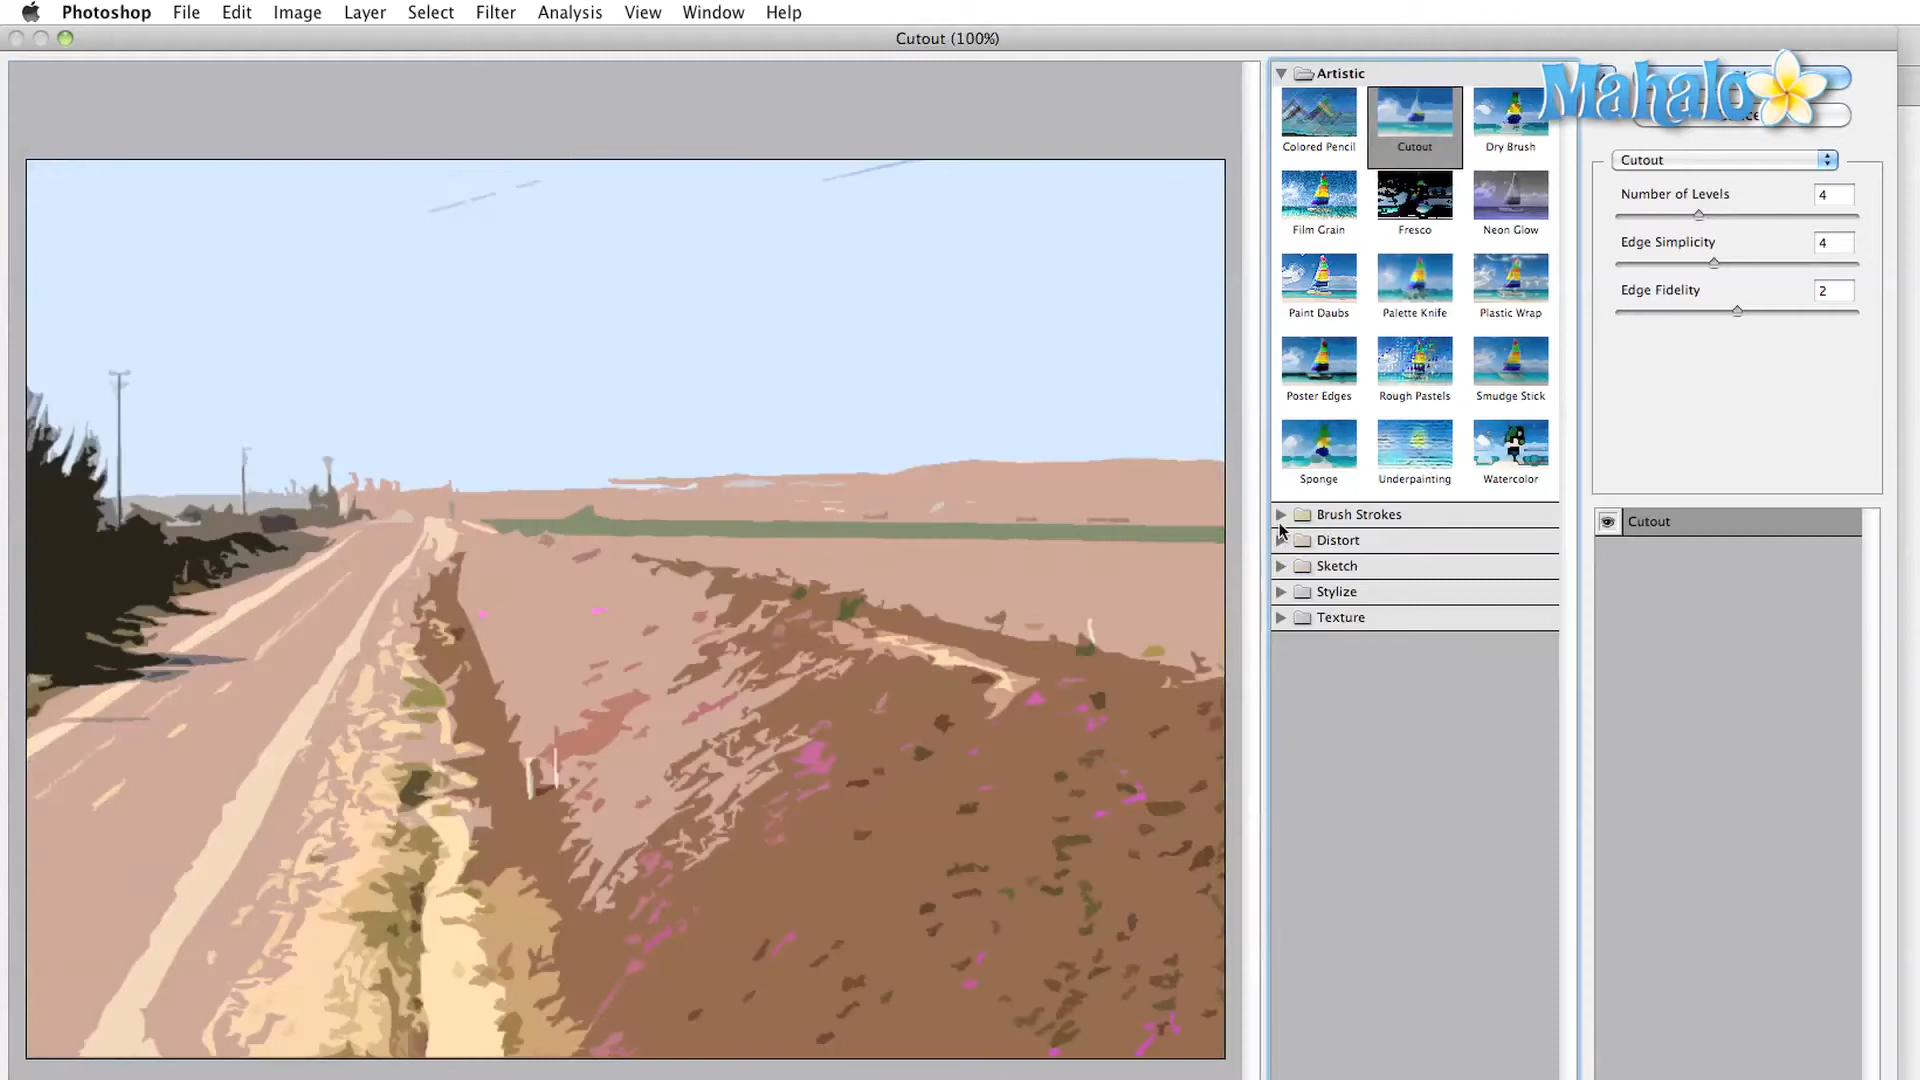 Photoshop File Edit Image Layer Select Filter Analysis View Window Help
Cutout (100%)
Artistic
Mahalo
Colored Pencil Cutout Dry Brush
Cutout
Number of Levels 4
Film Grain Fresco Neon Glow
Edge Simplicity 4
Edge Fidelity 2
Paint Daubs Palette Knife Plastic Wrap
Poster Edges Rough Pastels Smudge Stick
Sponge Underpainting Watercolor
Brush Strokes
Cutout
Distort
Sketch
Stylize
Texture